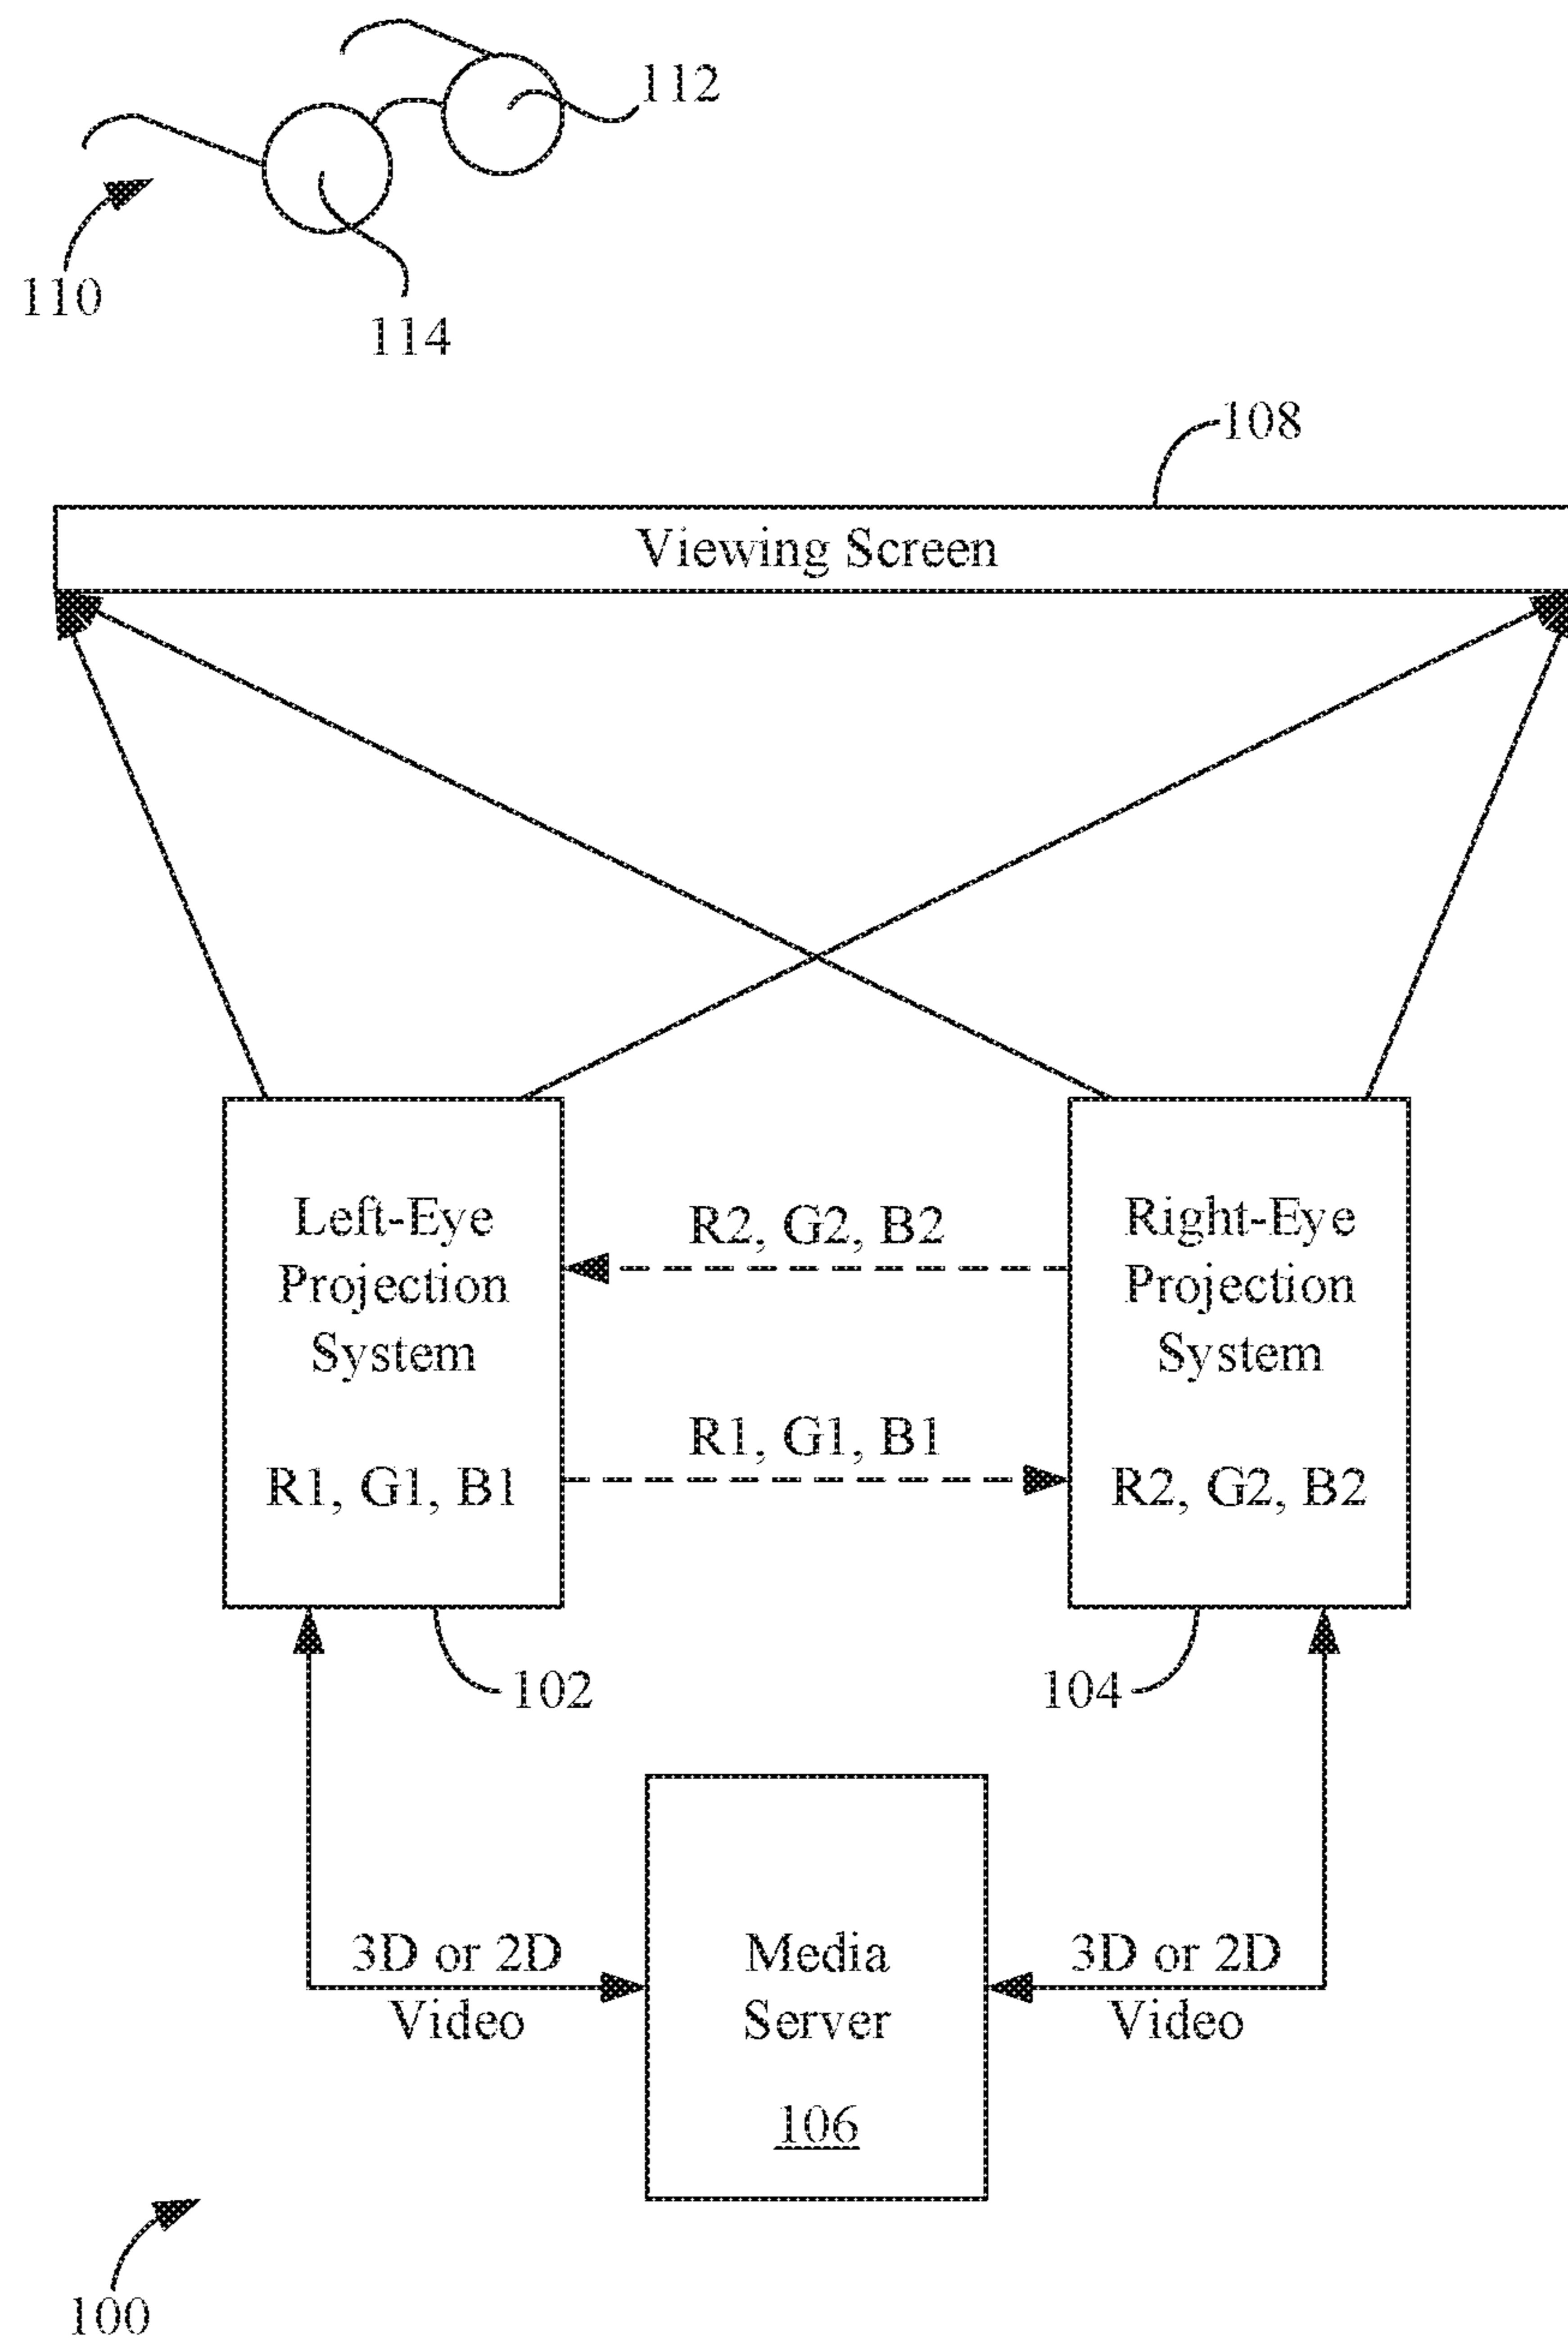 112
110
114
108
Viewing Screen
Left-Eye
Projection
System
R1, G1, B1
R2, G2, B2
R1, G1, B1
Right-Eye
Projection
System
R2, G2, B2
102
104
3D or 2D
Video
Media
Server
106
3D or 2D
Video
100